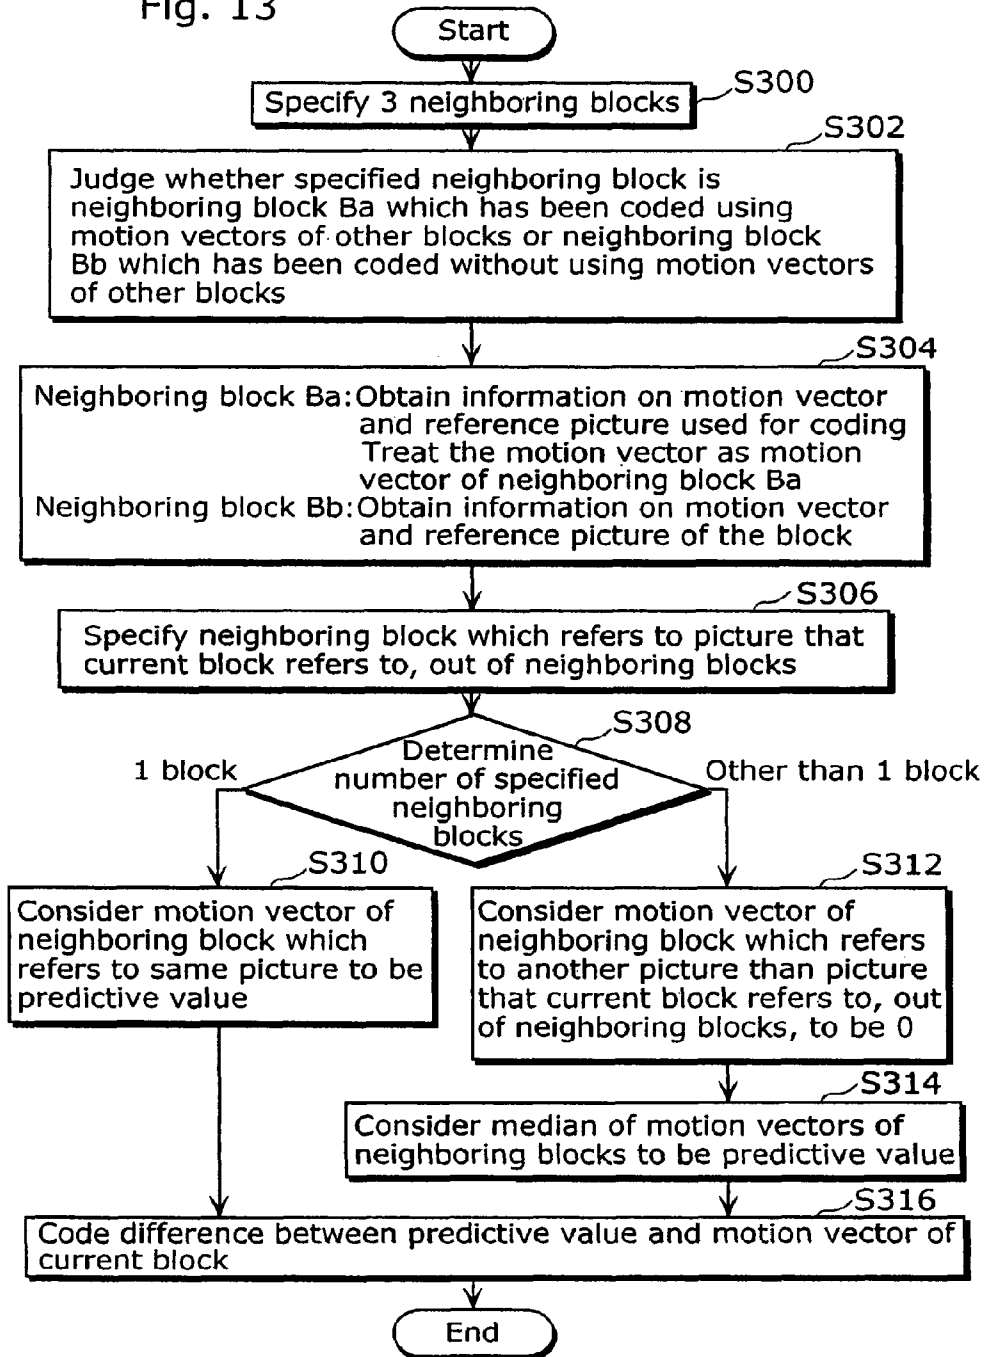 Fig. 13
Start
S300
Specify 3 neighboring blocks
S302
Judge whether specified neighboring block is
neighboring block Ba which has been coded using
motion vectors of other blocks or neighboring block
Bb which has been coded without using motion vectors
of other blocks
S304
Neighboring block Ba: Obtain information on motion vector
and reference picture used for coding
Treat the motion vector as motion
vector of neighboring block Ba
Neighboring block Bb: Obtain information on motion vector
and reference picture of the block
S306
Specify neighboring block which refers to picture that
current block refers to, out of neighboring blocks
S308
Determine
number of specified
neighboring
blocks
1 block
Other than 1 block
S310
Consider motion vector of
neighboring block which
refers to same picture to be
predictive value
S312
Consider motion vector of
neighboring block which refers
to another picture than picture
that current block refers to, out
of neighboring blocks, to be 0
S314
Consider median of motion vectors of
neighboring blocks to be predictive value
S316
Code difference between predictive value and motion vector of
current block
End